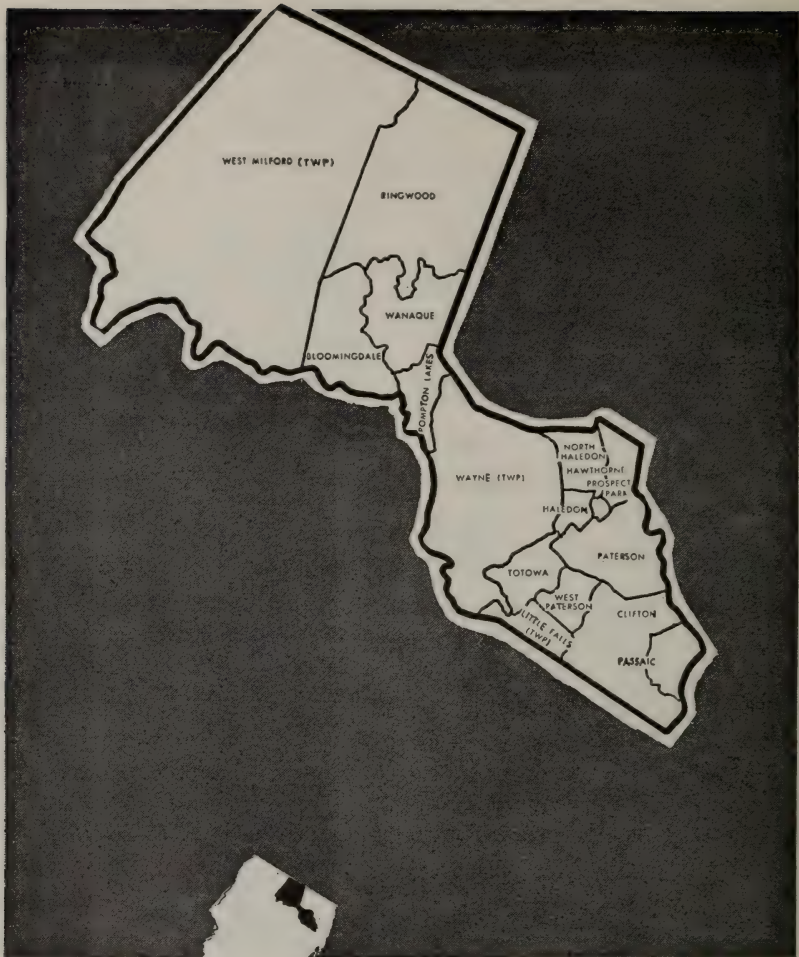 WEST MILFORD (TWP)
RINGWOOD
WANAQUE
BLOOMINGDALE
POMPTON LAKES
WAYNE (TWP)
NORTH
HALEDON
HAWTHORNE
PROSPECT
PARK
HALEDON
PATERSON
TOTOWA
WEST
PATERSON
CLIFTON
LITTLE FALLS
(TWP)
PASSAIC